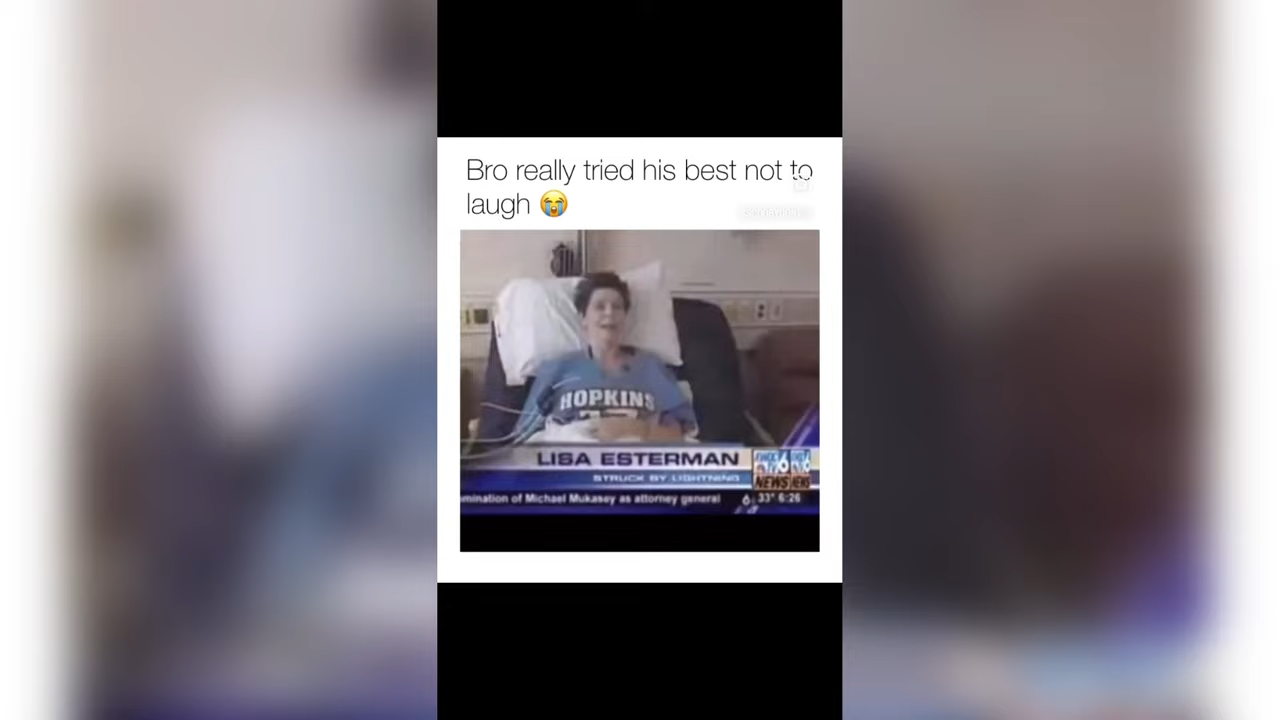 Bro really tried his best not to
laugh 😭
HOPKINS
LISA ESTERMAN
STRUCK BY LIGHTNING
NEWS
mination of Michael Mukasey as attorney general
33° 6:26